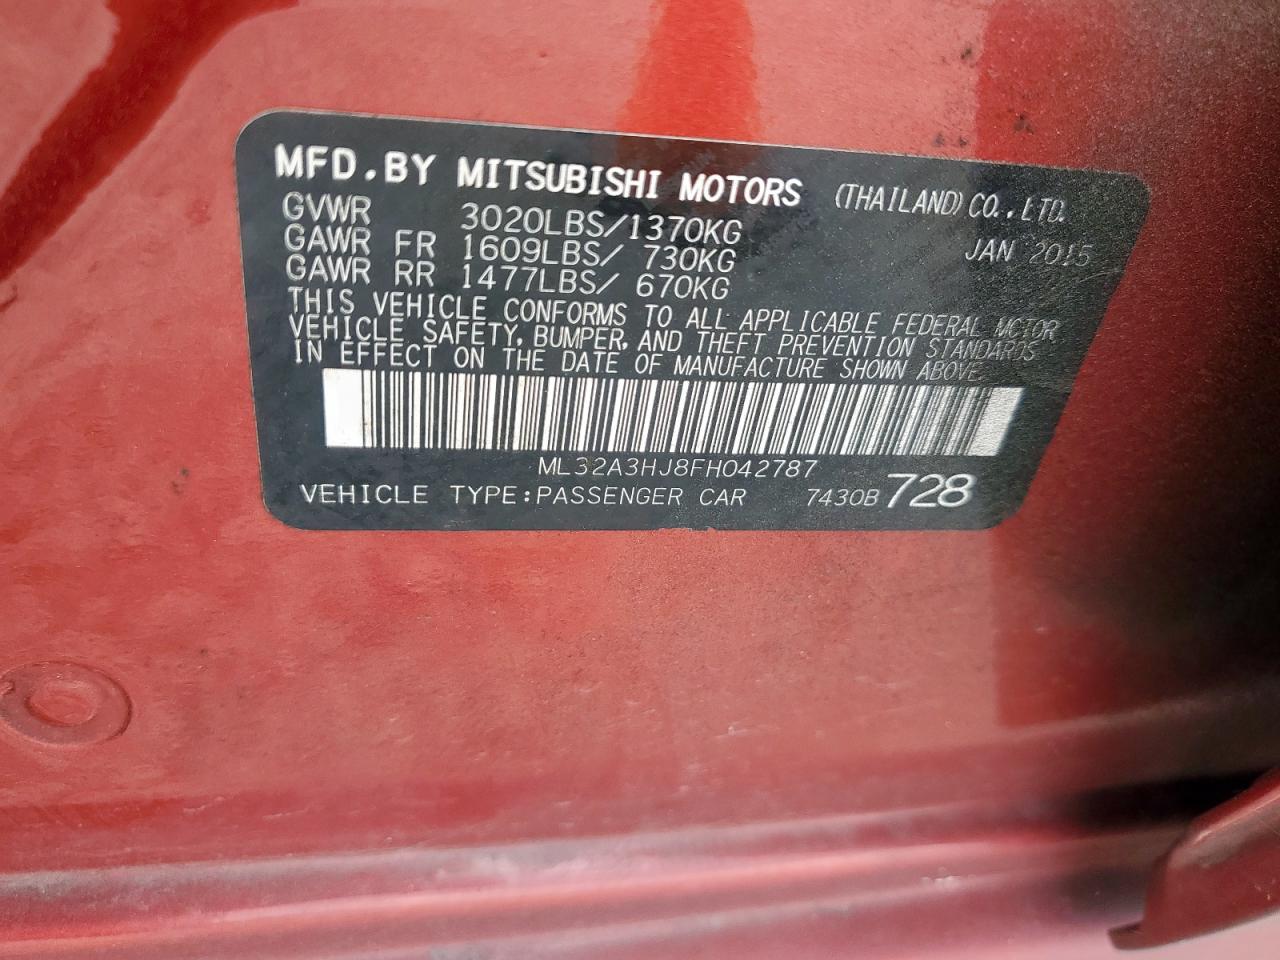 MFD.BY MITSUBISHI MOTORS (THAILAND) CO.,LTD.
GVWR 3020LBS/1370KG JAN 2015
GAWR FR 1609LBS/ 730KG
GAWR RR 1477LBS/ 670KG
THIS VEHICLE CONFORMS TO ALL APPLICABLE FEDERAL MOTOR
VEHICLE SAFETY, BUMPER, AND THEFT PREVENTION STANDARDS
IN EFFECT ON THE DATE OF MANUFACTURE SHOWN ABOVE
ML32A3HJ8FH042787
VEHICLE TYPE:PASSENGER CAR 7430B 728